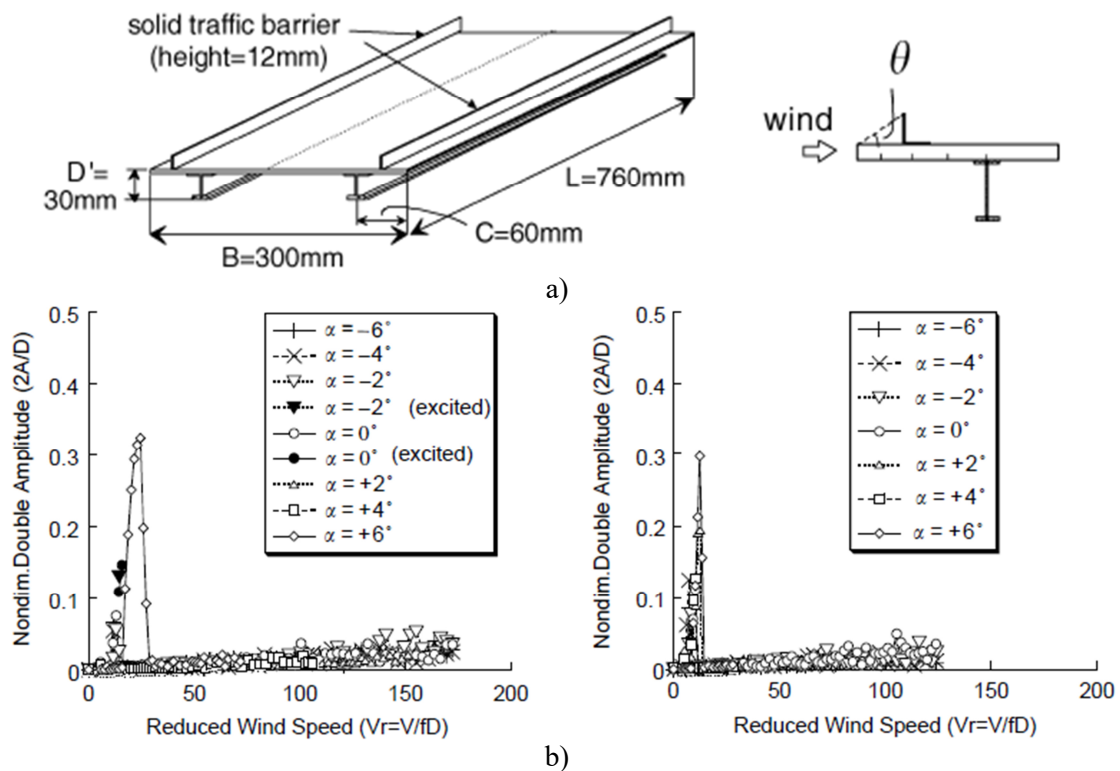 solid traffic barrier
(height=12mm)
D'=
30mm
B=300mm
C=60mm
L=760mm
wind
θ
a)
Nondim.Double Amplitude (2A/D)
0.5
0.4
0.3
0.2
0.1
0
0
50
100
150
200
Reduced Wind Speed (Vr=V/fD)
α = −6°
α = −4°
α = −2°
α = −2° (excited)
α = 0°
α = 0° (excited)
α = +2°
α = +4°
α = +6°
Nondim.Double Amplitude (2A/D)
0.5
0.4
0.3
0.2
0.1
0
0
50
100
150
200
Reduced Wind Speed (Vr=V/fD)
α = −6°
α = −4°
α = −2°
α = 0°
α = +2°
α = +4°
α = +6°
b)